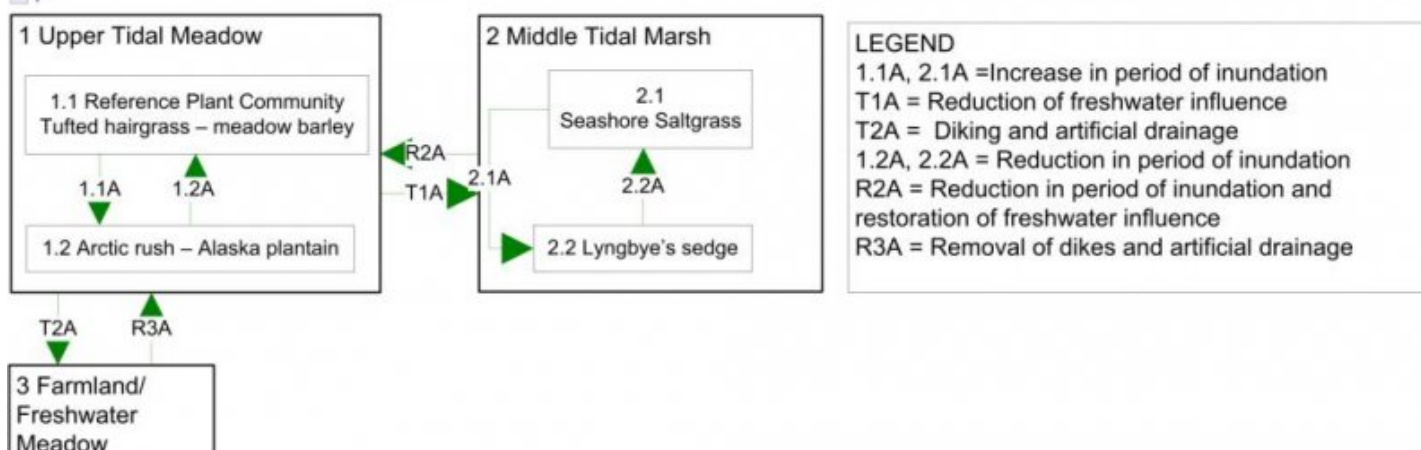 1 Upper Tidal Meadow
1.1 Reference Plant Community
Tufted hairgrass – meadow barley
1.1A
1.2A
1.2 Arctic rush – Alaska plantain
R2A
T1A
2 Middle Tidal Marsh
2.1
Seashore Saltgrass
2.1A
2.2A
2.2 Lyngbye's sedge
T2A
R3A
3 Farmland/
Freshwater
Meadow
LEGEND
1.1A, 2.1A =Increase in period of inundation
T1A = Reduction of freshwater influence
T2A = Diking and artificial drainage
1.2A, 2.2A = Reduction in period of inundation
R2A = Reduction in period of inundation and
restoration of freshwater influence
R3A = Removal of dikes and artificial drainage